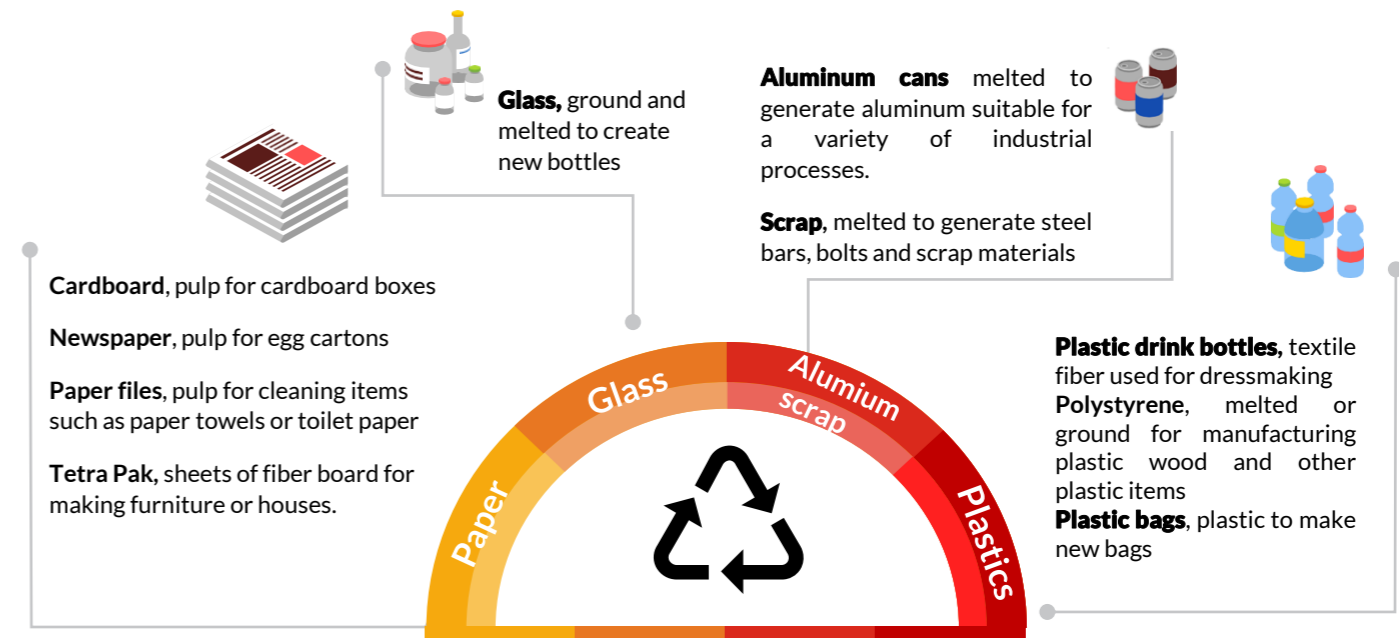 Glass, ground and
melted to create
new bottles
Aluminum cans melted to
generate aluminum suitable for
a variety of industrial
processes.
Scrap, melted to generate steel
bars, bolts and scrap materials
Cardboard, pulp for cardboard boxes
Newspaper, pulp for egg cartons
Paper files, pulp for cleaning items
such as paper towels or toilet paper
Tetra Pak, sheets of fiber board for
making furniture or houses.
Plastic drink bottles, textile
fiber used for dressmaking
Polystyrene, melted or
ground for manufacturing
plastic wood and other
plastic items
Plastic bags, plastic to make
new bags
Paper
Glass
Alumium
scrap
Plastics